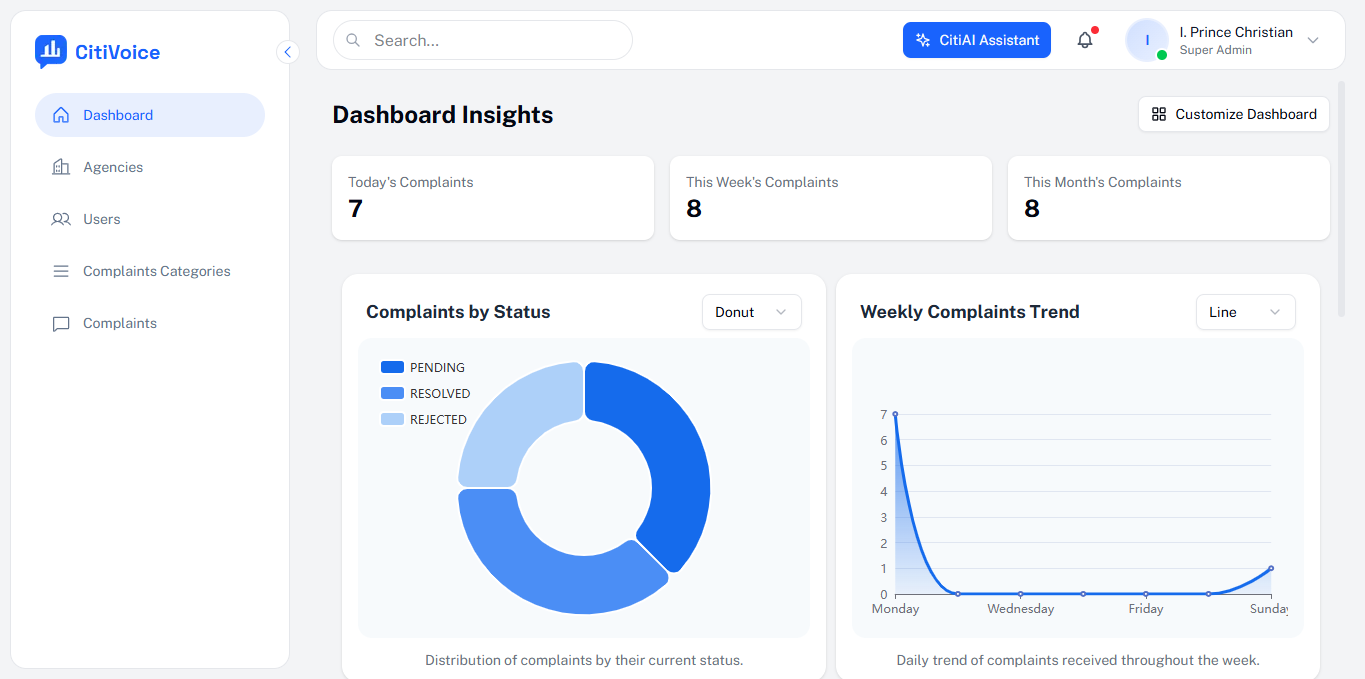 CitiVoice
Dashboard
Agencies
Users
Complaints Categories
Complaints
Search...
CitiAI Assistant
I
I. Prince Christian
Super Admin
Dashboard Insights
Customize Dashboard
Today's Complaints
7
This Week's Complaints
8
This Month's Complaints
8
Complaints by Status
Donut
PENDING
RESOLVED
REJECTED
Distribution of complaints by their current status.
Weekly Complaints Trend
Line
7
6
5
4
3
2
1
0
Monday Wednesday Friday Sunday
Daily trend of complaints received throughout the week.